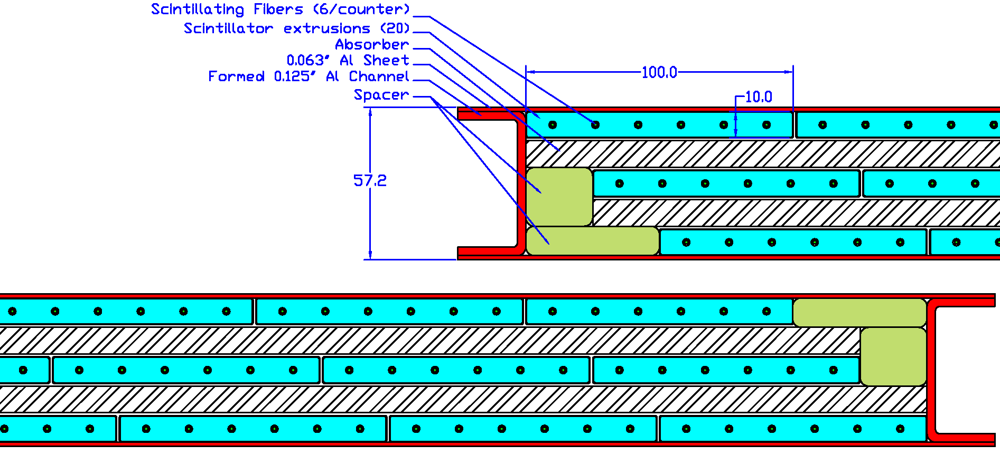 Scintillating Fibers (6/counter)
Scintillator extrusions (20)
Absorber
0.063" Al Sheet
Formed 0.125" Al Channel
Spacer
100.0
10.0
57.2